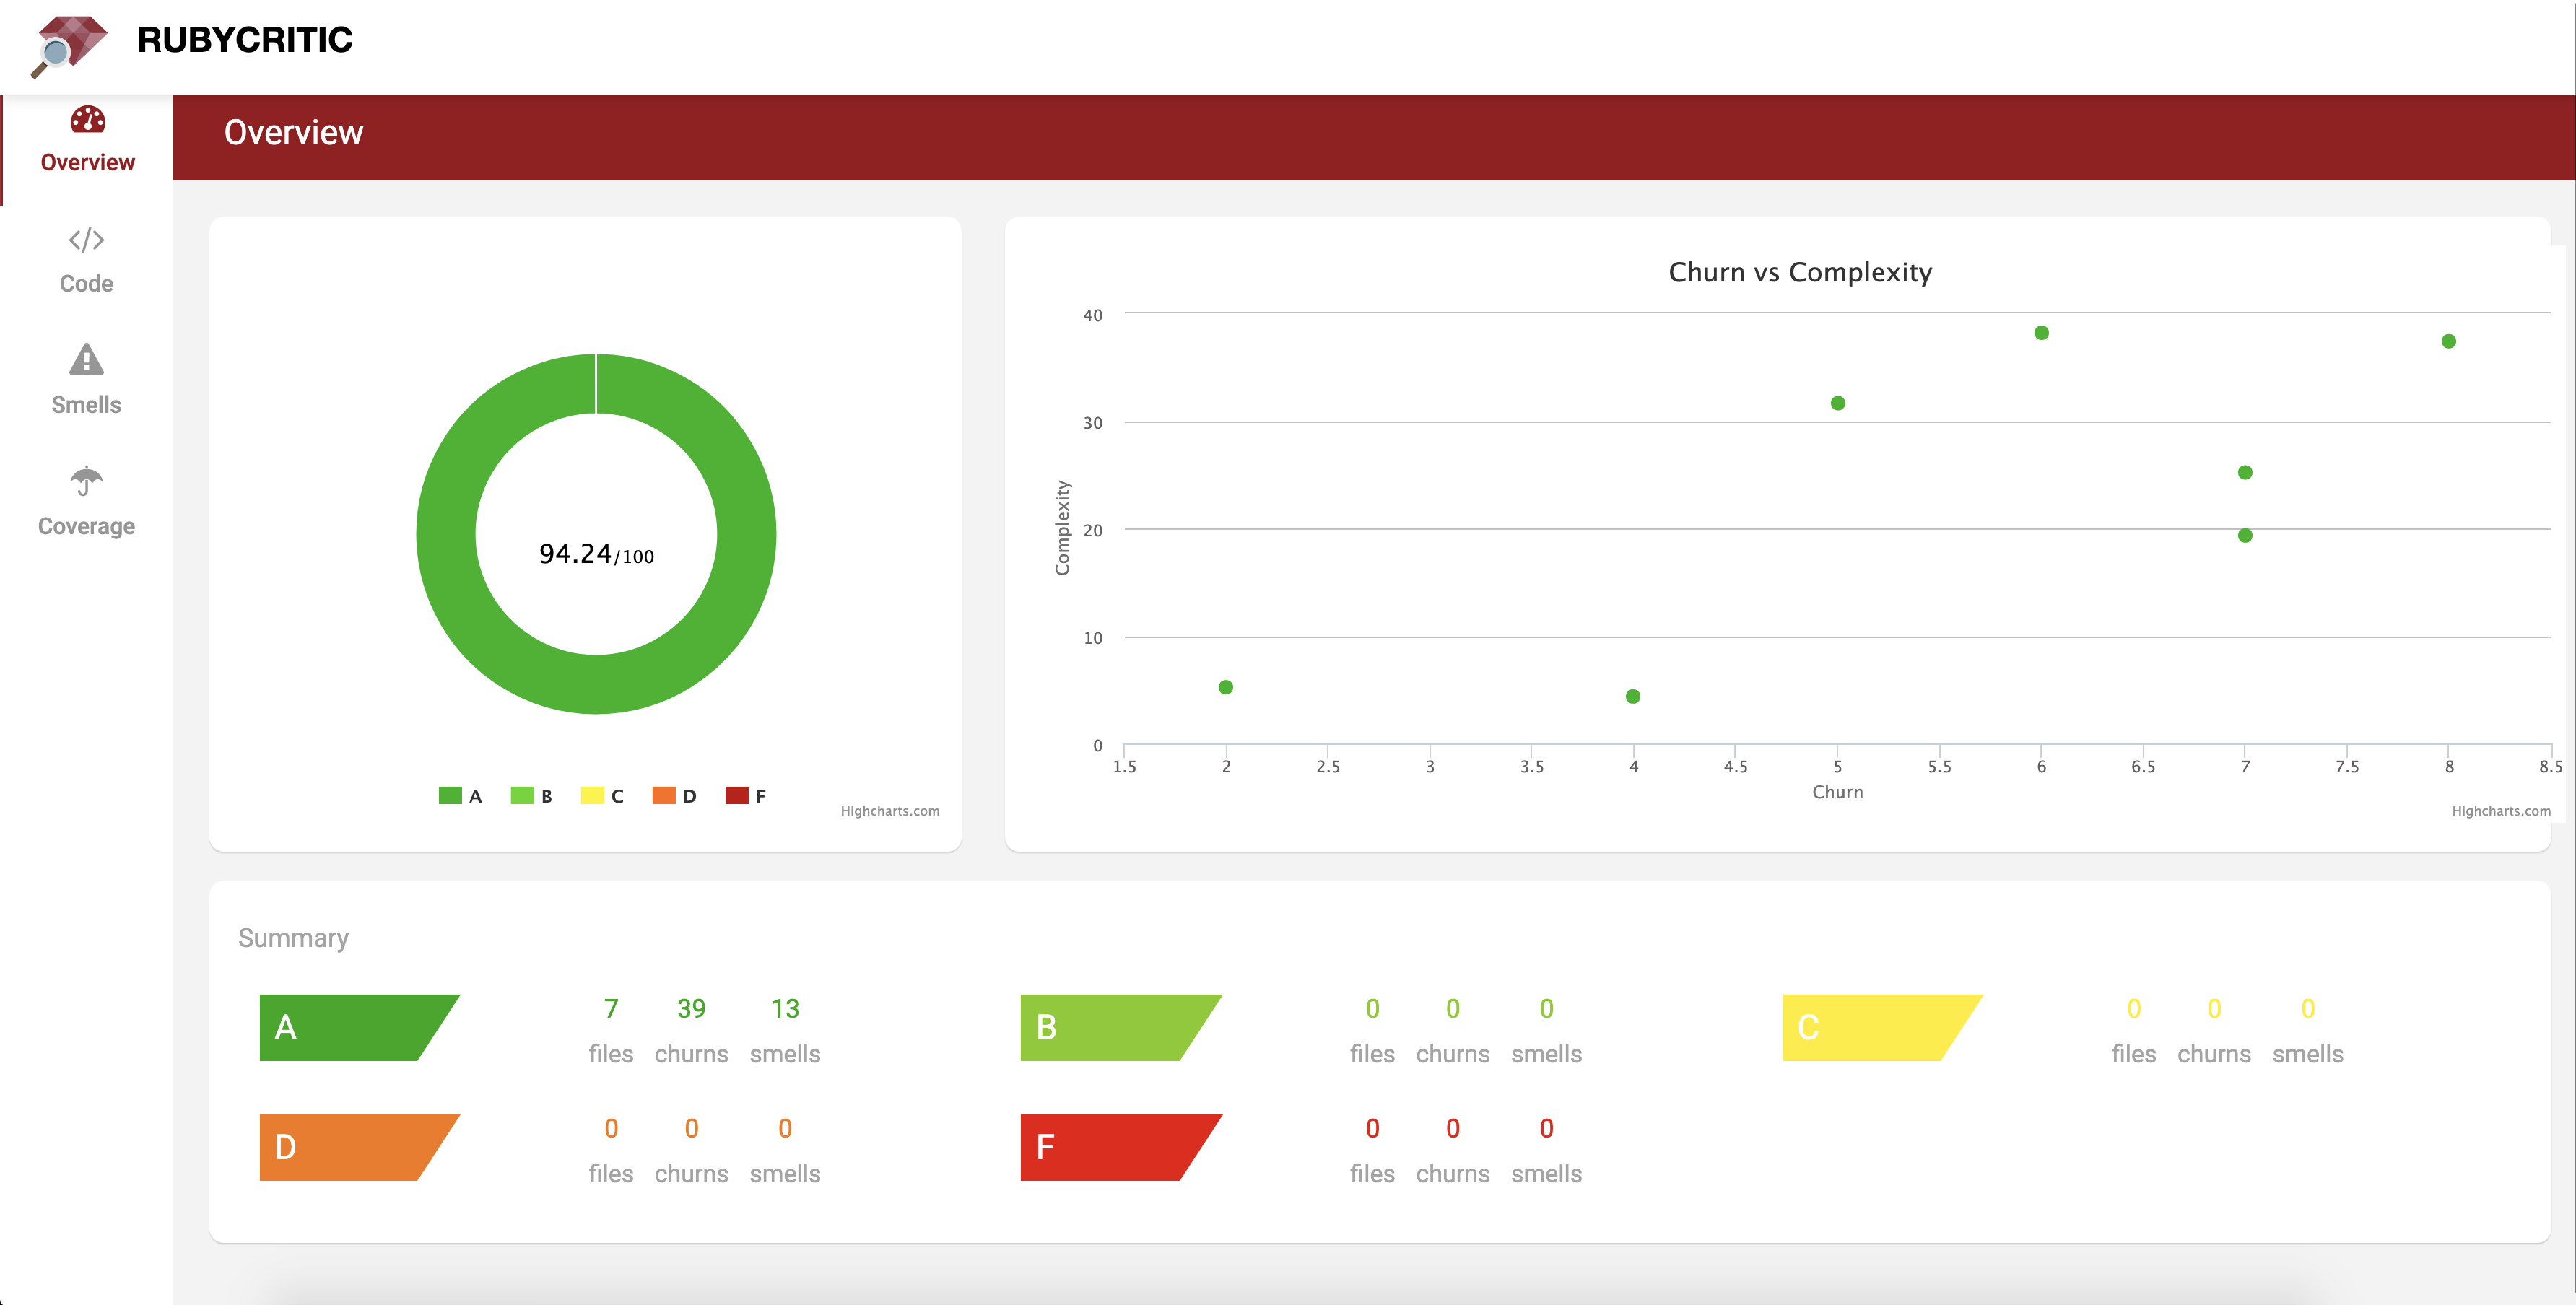 RUBYCRITIC
Overview
Overview
Code
Smells
Coverage
94.24/100
A B C D F
Highcharts.com
Churn vs Complexity
Complexity
40
30
20
10
0
1.5 2 2.5 3 3.5 4 4.5 5 5.5 6 6.5 7 7.5 8 8.5
Churn
Highcharts.com
Summary
A 7 39 13 B 0 0 0 C 0 0 0
files churns smells files churns smells files churns smells
D 0 0 0 F 0 0 0
files churns smells files churns smells